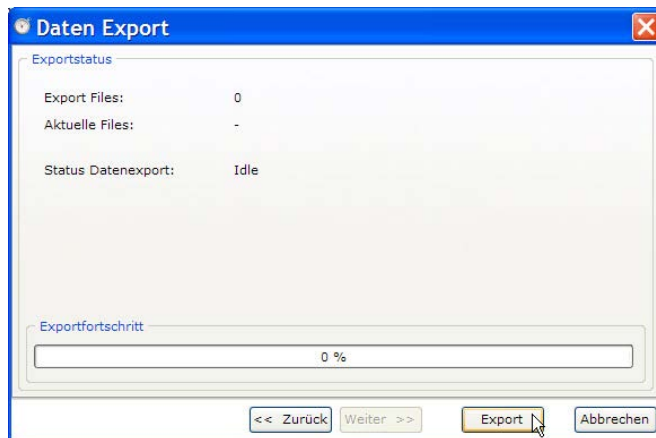 Daten Export
Exportstatus
Export Files: 0
Aktuelle Files: -
Status Datenexport: Idle
Exportfortschritt
0 %
<< Zurück Weiter >> Export Abbrechen